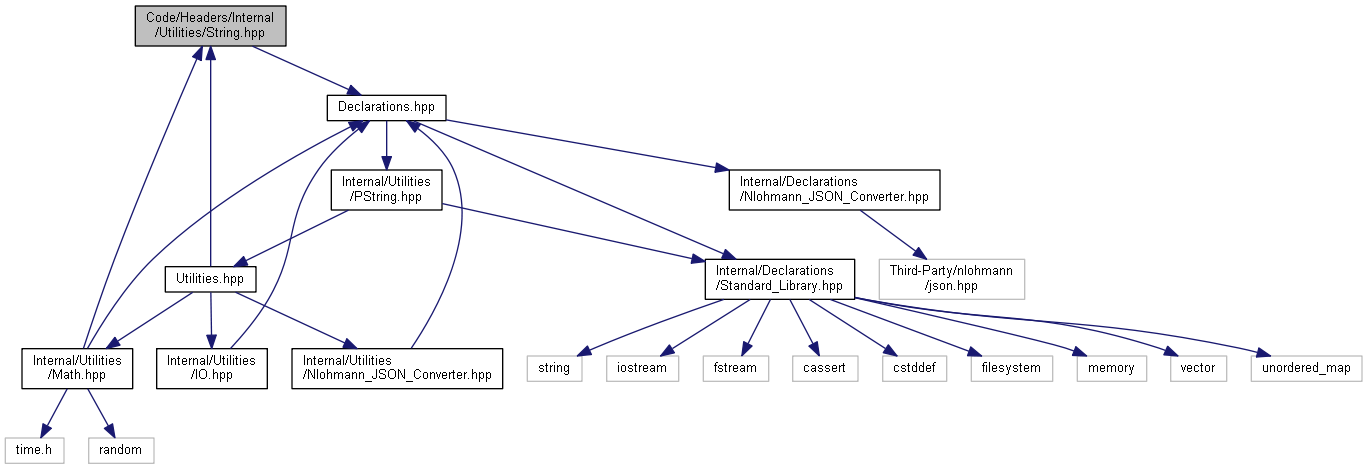 Code/Headers/Internal
/Utilities/String.hpp
Declarations.hpp
Internal/Utilities
/PString.hpp
Internal/Declarations
/Nlohmann_JSON_Converter.hpp
Utilities.hpp
Internal/Declarations
/Standard_Library.hpp
Third-Party/nlohmann
/json.hpp
Internal/Utilities
/Math.hpp
Internal/Utilities
/IO.hpp
Internal/Utilities
/Nlohmann_JSON_Converter.hpp
string
iostream
fstream
cassert
cstddef
filesystem
memory
vector
unordered_map
time.h
random